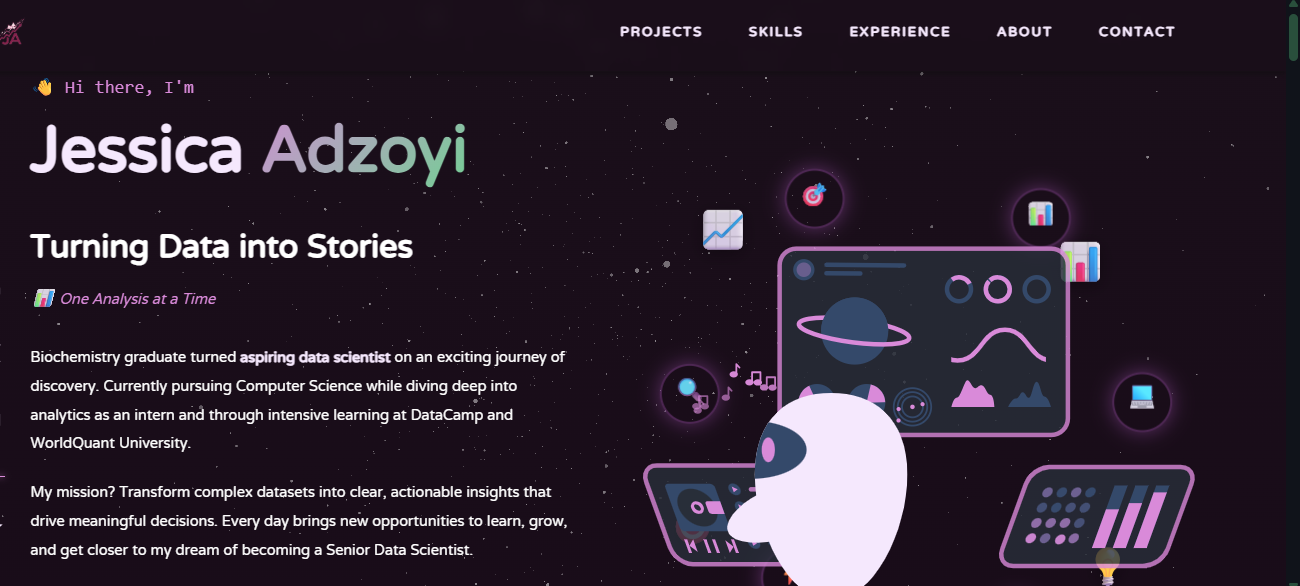 JA
PROJECTS SKILLS EXPERIENCE ABOUT CONTACT
👋 Hi there, I'm
Jessica Adzoyi
Turning Data into Stories
📊 One Analysis at a Time
Biochemistry graduate turned aspiring data scientist on an exciting journey of
discovery. Currently pursuing Computer Science while diving deep into
analytics as an intern and through intensive learning at DataCamp and
WorldQuant University.
My mission? Transform complex datasets into clear, actionable insights that
drive meaningful decisions. Every day brings new opportunities to learn, grow,
and get closer to my dream of becoming a Senior Data Scientist.